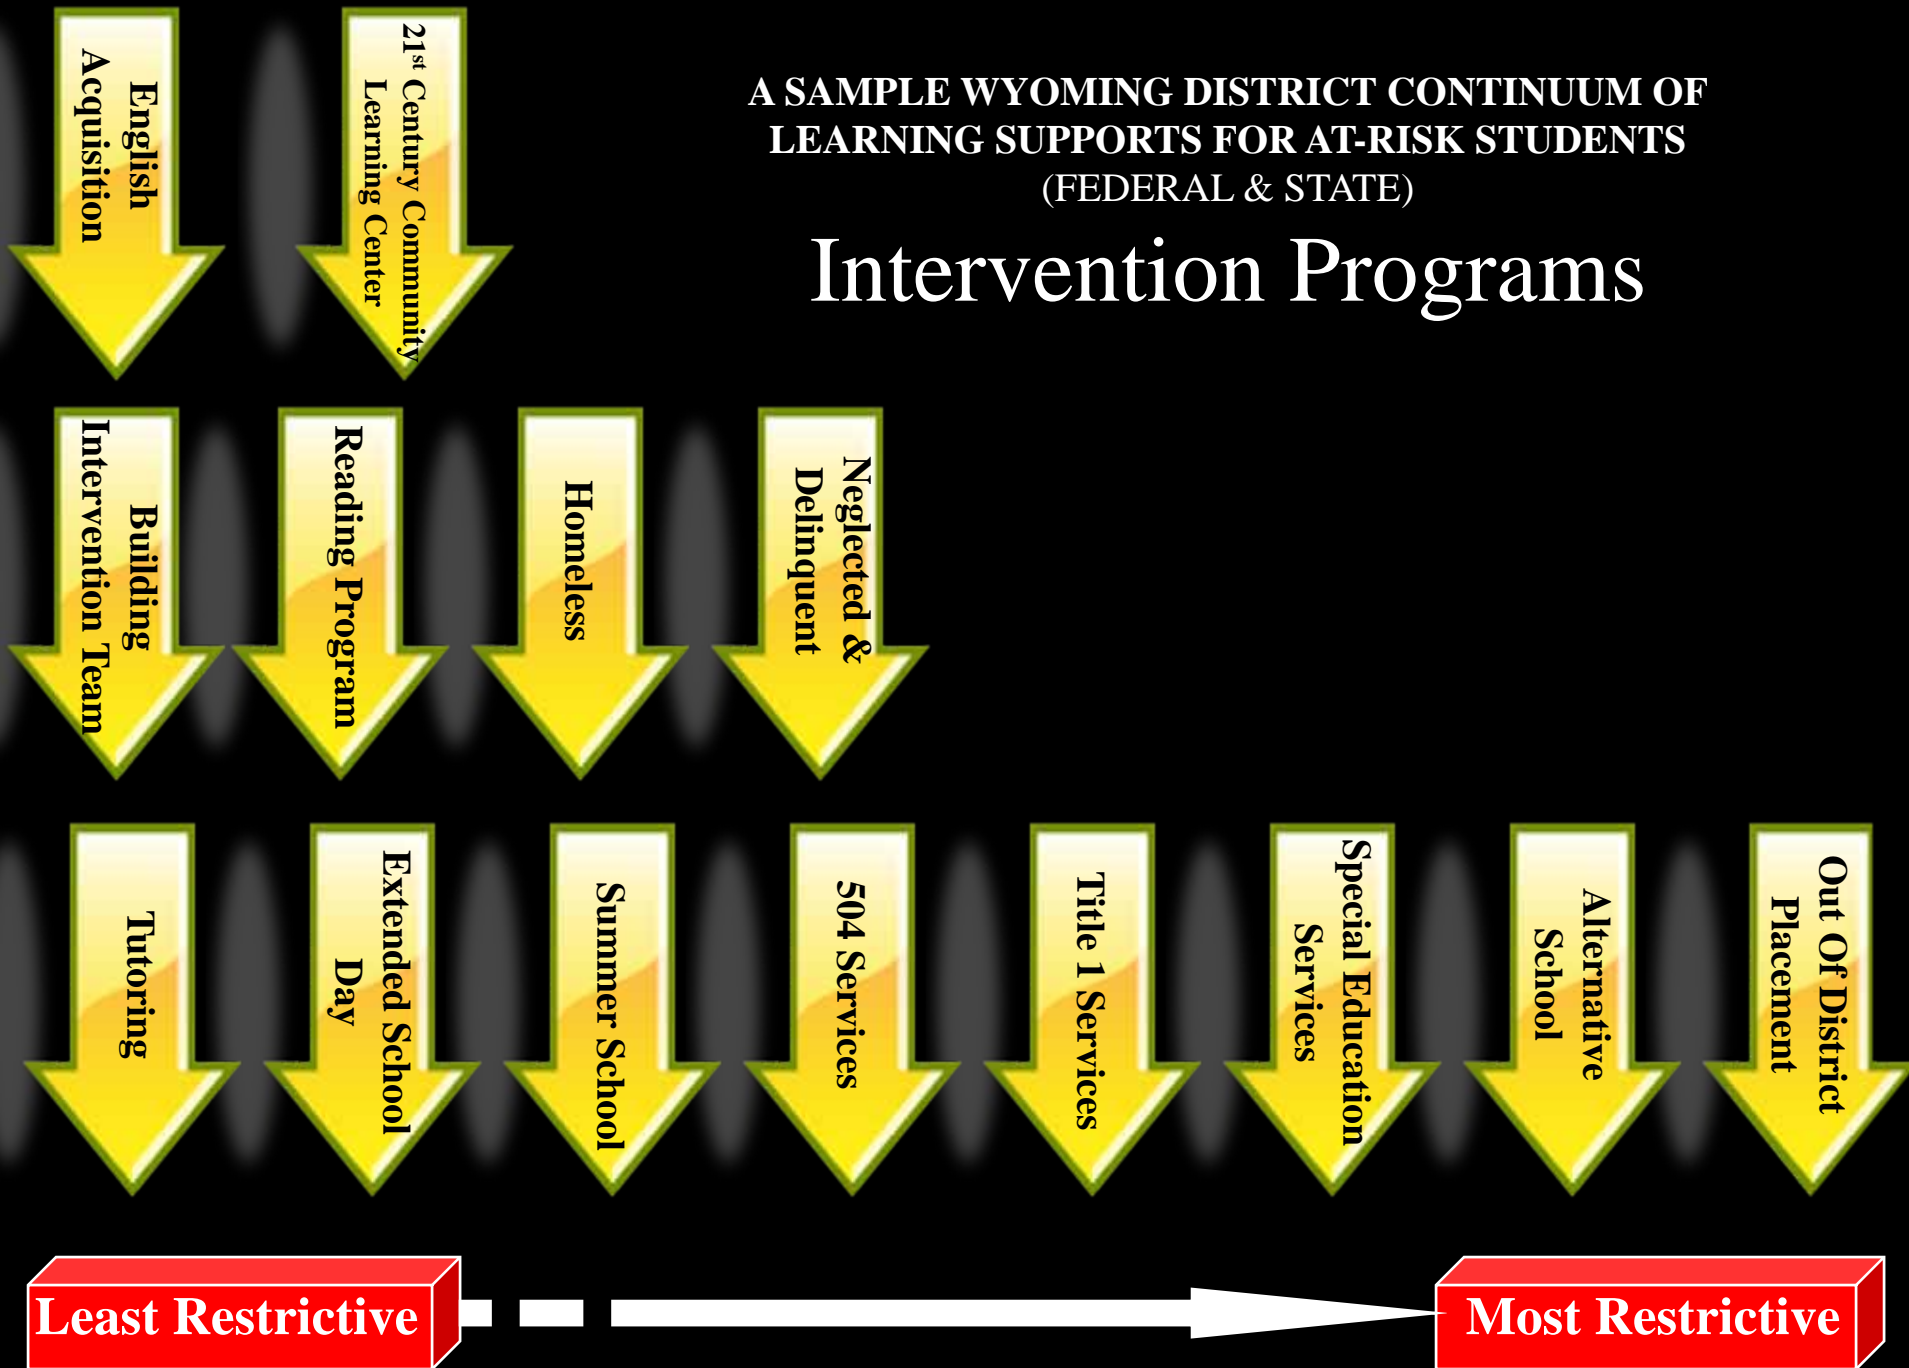 A SAMPLE WYOMING DISTRICT CONTINUUM OF
LEARNING SUPPORTS FOR AT-RISK STUDENTS
(FEDERAL & STATE)
Intervention Programs
English
Acquisition
21st Century Community
Learning Center
Building
Intervention Team
Reading Program
Homeless
Neglected &
Delinquent
Tutoring
Extended School
Day
Summer School
504 Services
Title 1 Services
Special Education
Services
Alternative
School
Out Of District
Placement
Least Restrictive
Most Restrictive